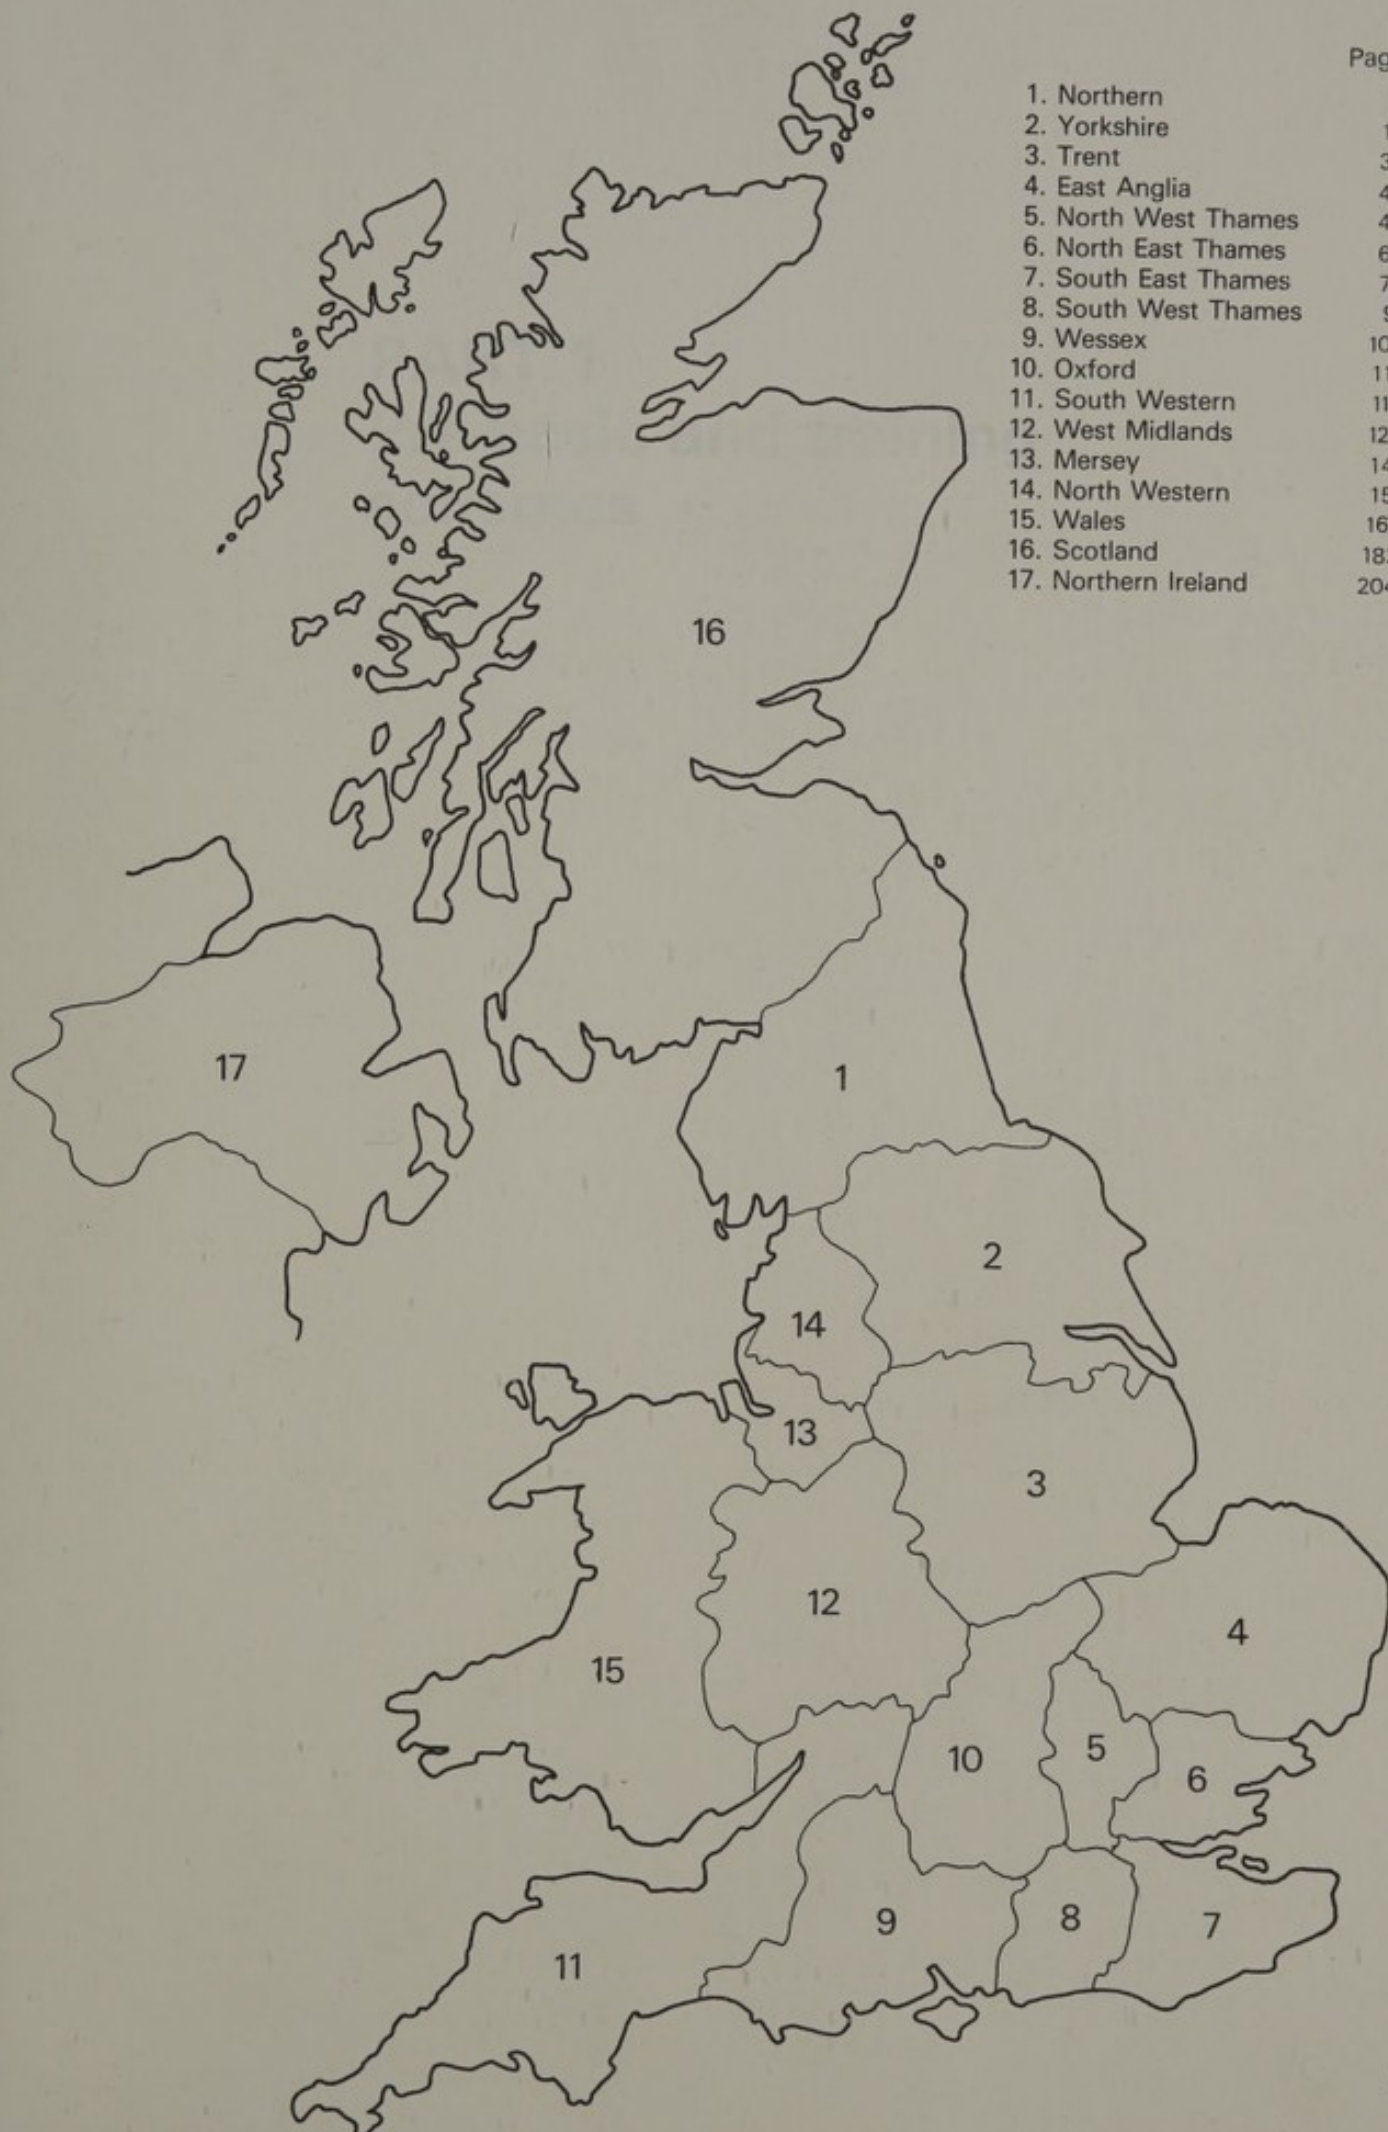 1. Northern
2. Yorkshire
3. Trent
4. East Anglia
5. North West Thames
6. North East Thames
7. South East Thames
8. South West Thames
9. Wessex
10. Oxford
11. South Western
12. West Midlands
13. Mersey
14. North Western
15. Wales
16. Scotland
17. Northern Ireland
16
17
1
2
14
13
3
12
4
15
10
5
6
9
8
7
11